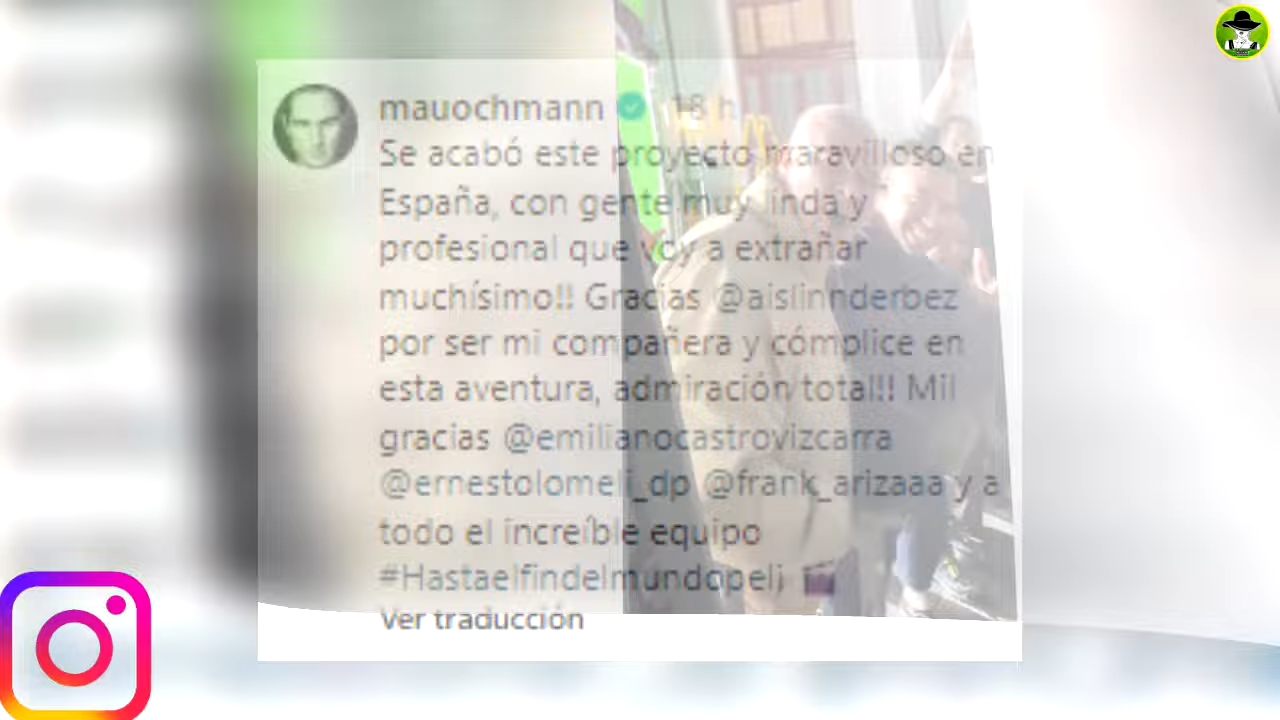 mauochmann 18 h
Se acabó este proyecto maravilloso en
España, con gente muy linda y
profesional que voy a extrañar
muchísimo!! Gracias @aislinnderbez
por ser mi compañera y cómplice en
esta aventura, admiración total!! Mil
gracias @emilianocastrovizcarra
@ernestolomeli_dp @frank_arizaaa y a
todo el increíble equipo
#Hastaelfindelmundopeli
Ver traducción